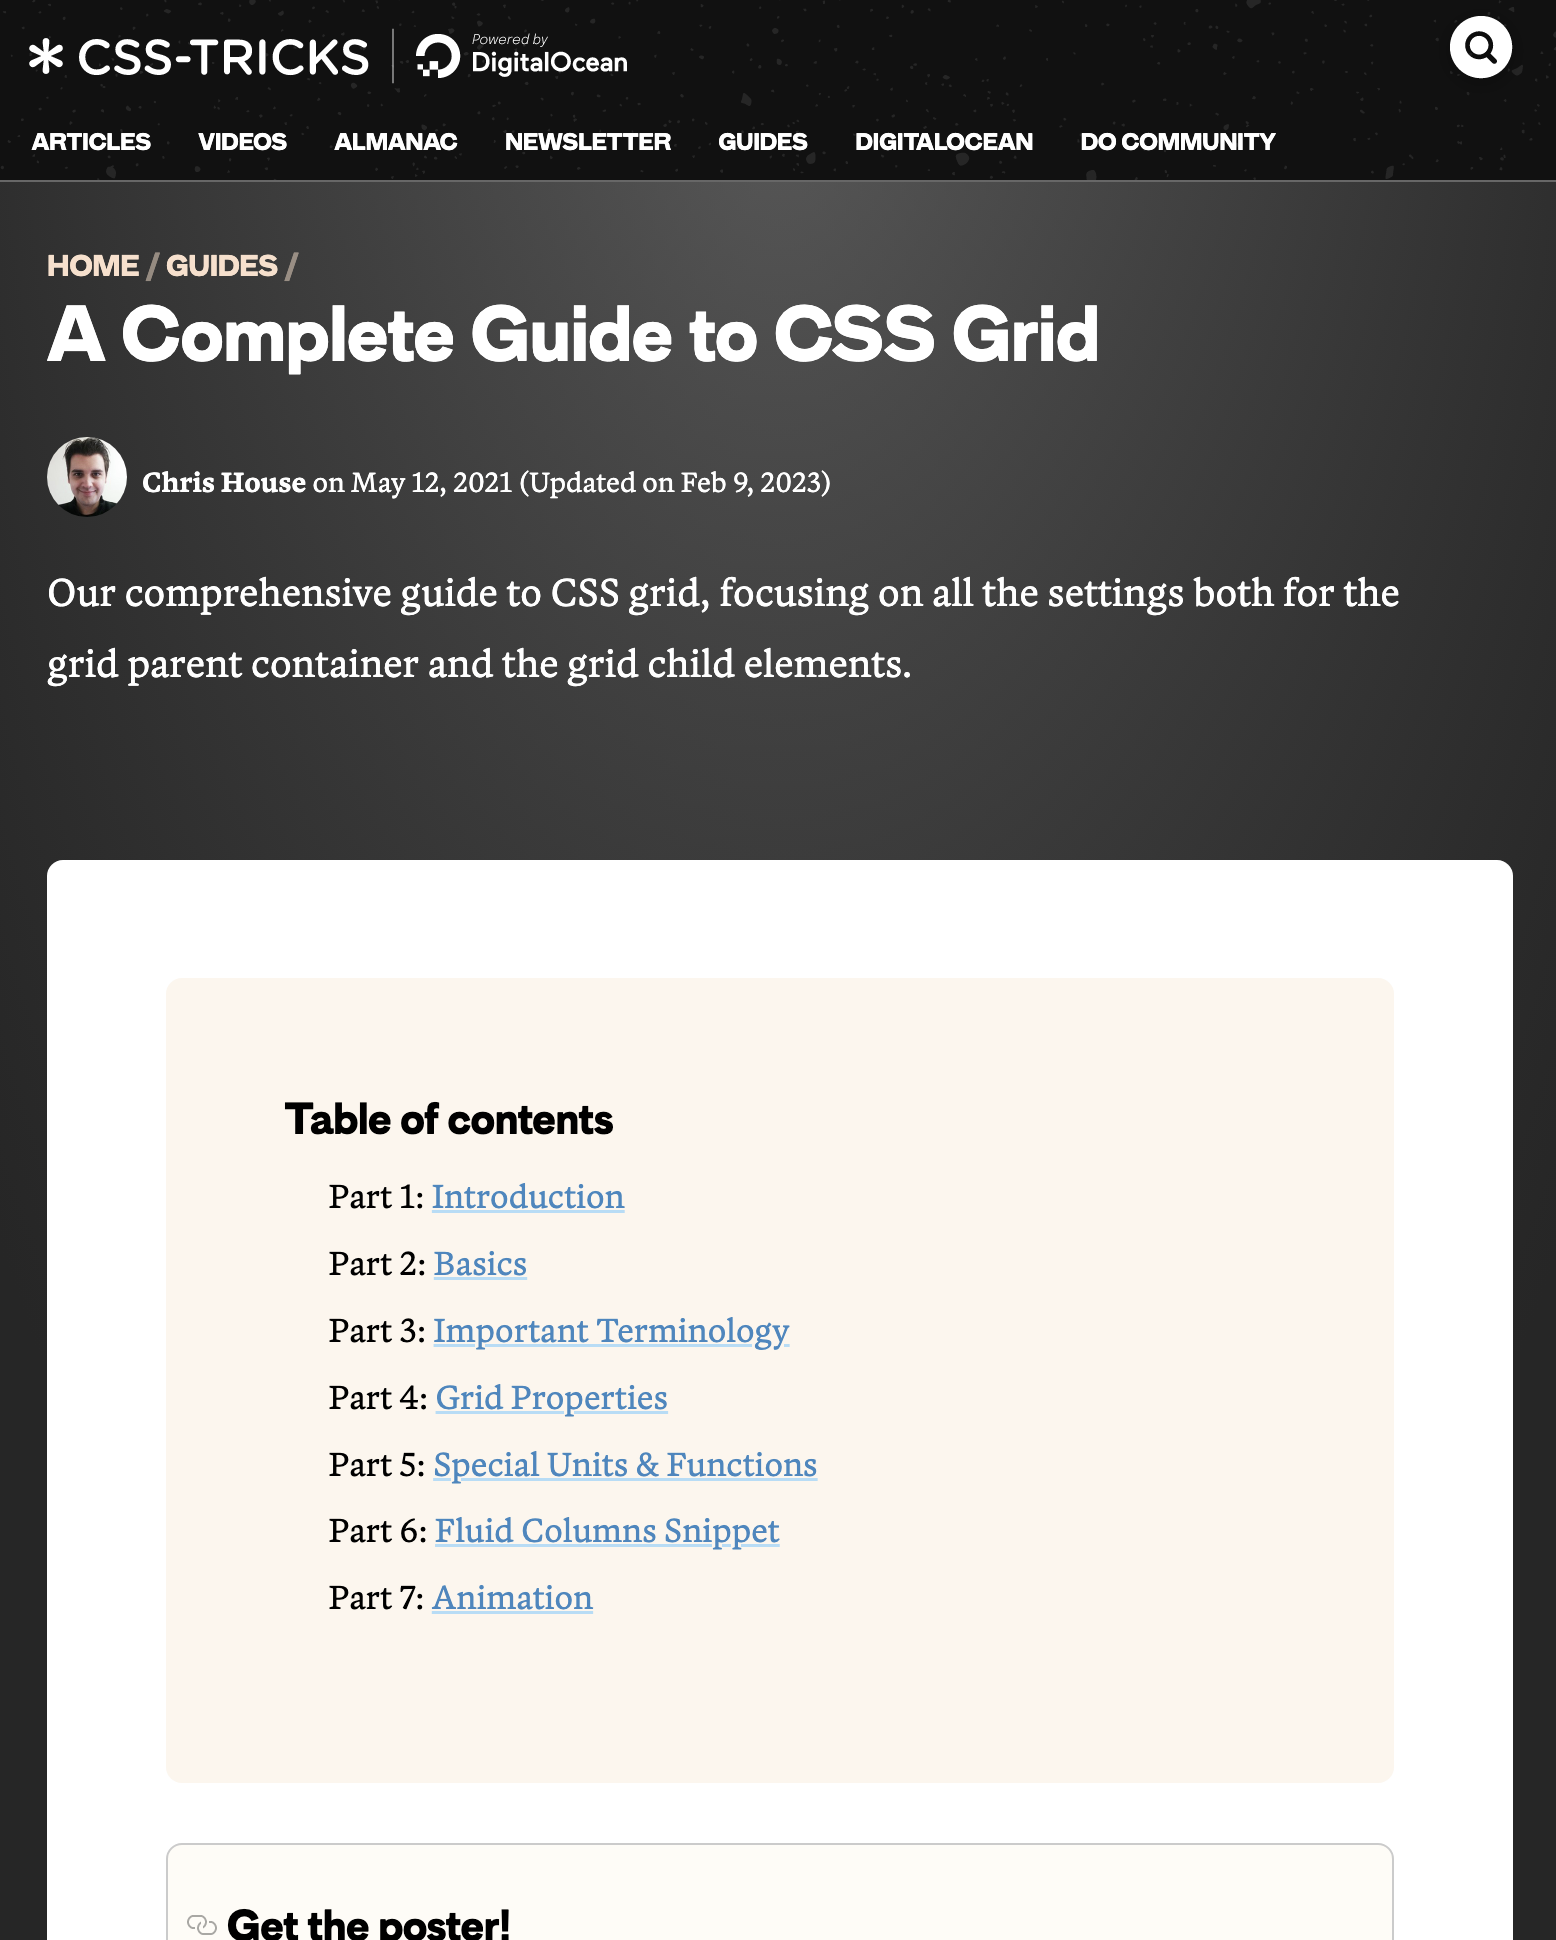 CSS-TRICKS
Powered by
DigitalOcean
ARTICLES VIDEOS ALMANAC NEWSLETTER GUIDES DIGITALOCEAN DO COMMUNITY
HOME / GUIDES /
A Complete Guide to CSS Grid
Chris House on May 12, 2021 (Updated on Feb 9, 2023)
Our comprehensive guide to CSS grid, focusing on all the settings both for the
grid parent container and the grid child elements.
Table of contents
Part 1: Introduction
Part 2: Basics
Part 3: Important Terminology
Part 4: Grid Properties
Part 5: Special Units & Functions
Part 6: Fluid Columns Snippet
Part 7: Animation
Get the poster!